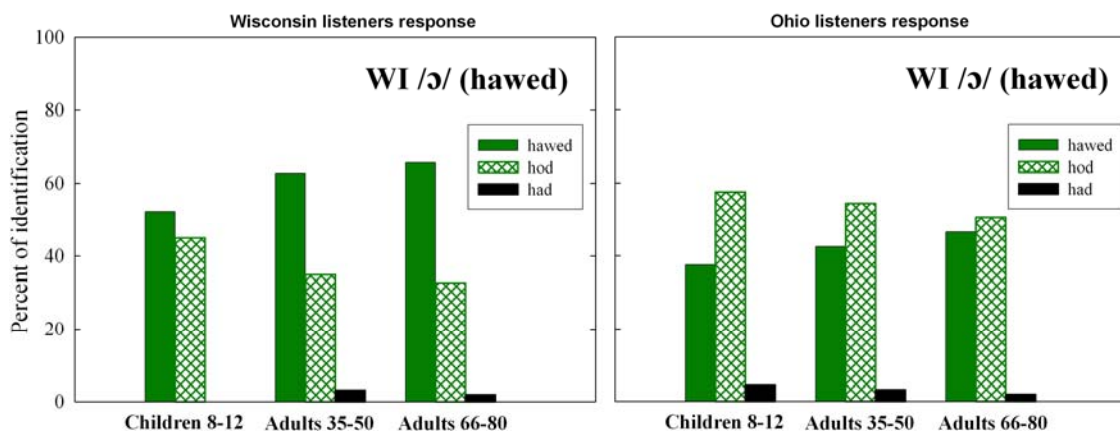 Wisconsin listeners response
Percent of identification
100
80
60
40
20
0
WI /ɔ/ (hawed)
hawed
hod
had
Children 8-12 Adults 35-50 Adults 66-80
Ohio listeners response
WI /ɔ/ (hawed)
hawed
hod
had
Children 8-12 Adults 35-50 Adults 66-80